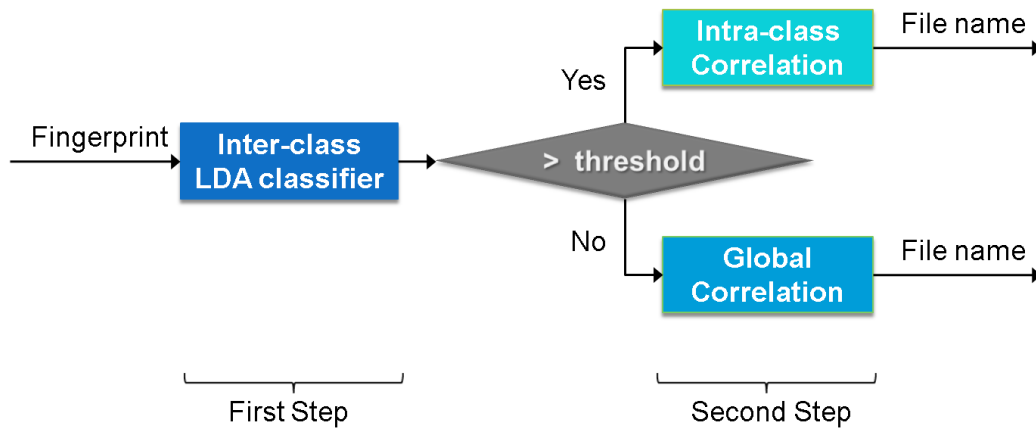 Fingerprint
Inter-class
LDA classifier
> threshold
Yes
Intra-class
Correlation
File name
No
Global
Correlation
File name
First Step
Second Step